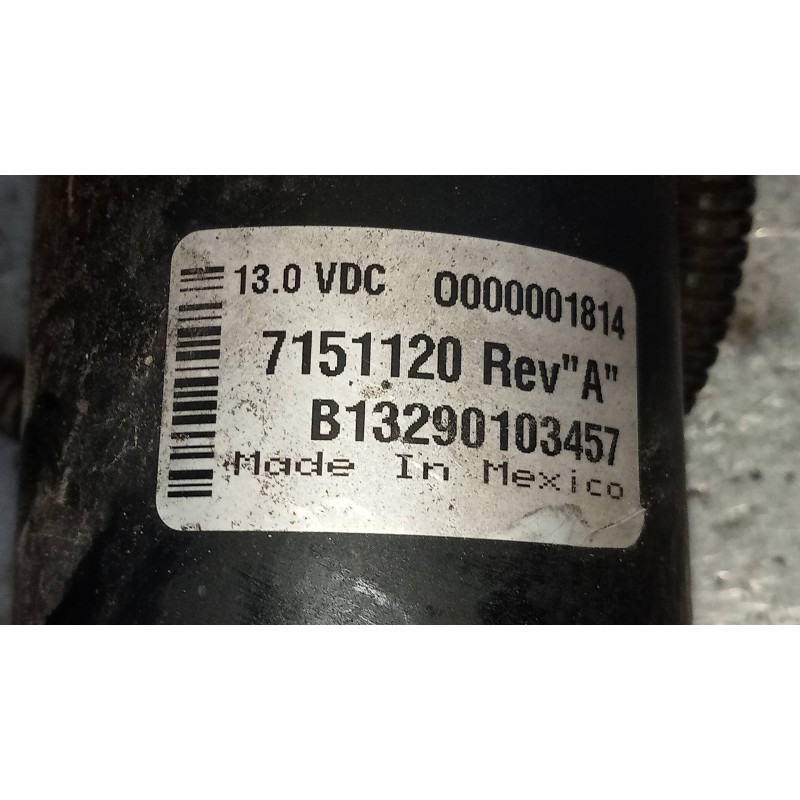 13.0 VDC O000001814
7151120 Rev"A"
B13290103457
Made In Mexico